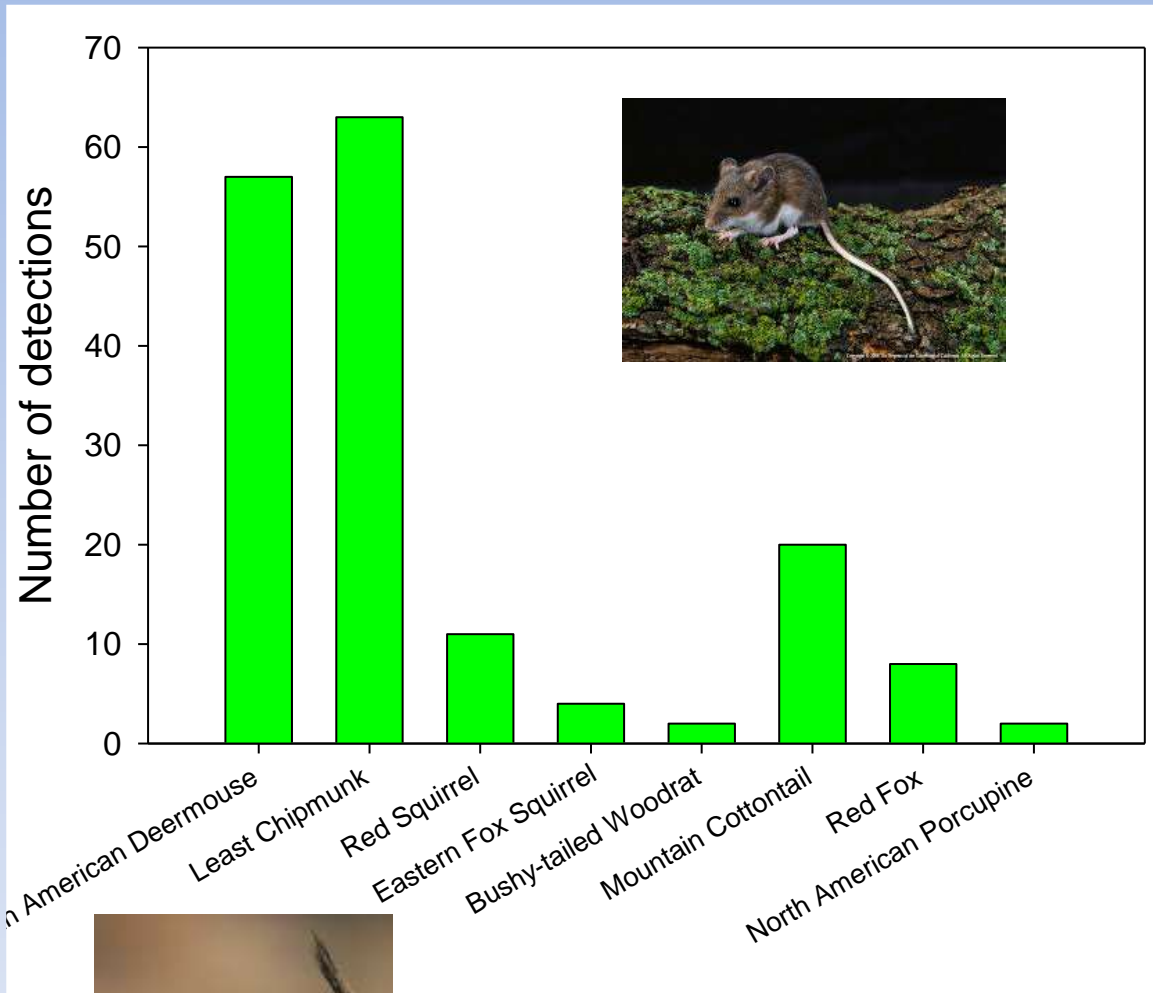 70
60
50
40
30
20
10
0
Number of detections
American Deermouse
Least Chipmunk
Red Squirrel
Eastern Fox Squirrel
Bushy-tailed Woodrat
Mountain Cottontail
Red Fox
North American Porcupine